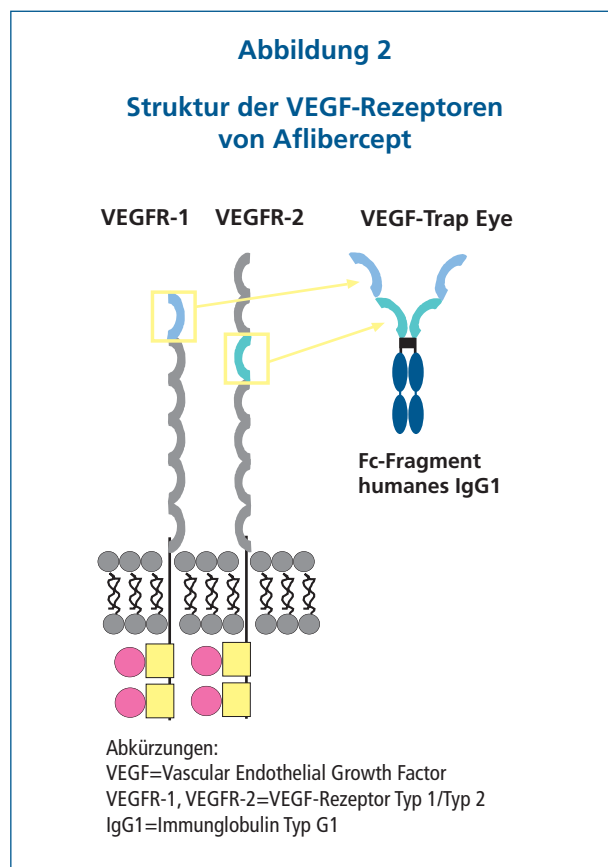 Abbildung 2
Struktur der VEGF-Rezeptoren
von Aflibercept
VEGFR-1 VEGFR-2 VEGF-Trap Eye
Fc-Fragment
humanes IgG1
Abkürzungen:
VEGF=Vascular Endothelial Growth Factor
VEGFR-1, VEGFR-2=VEGF-Rezeptor Typ 1/Typ 2
IgG1=Immunglobulin Typ G1